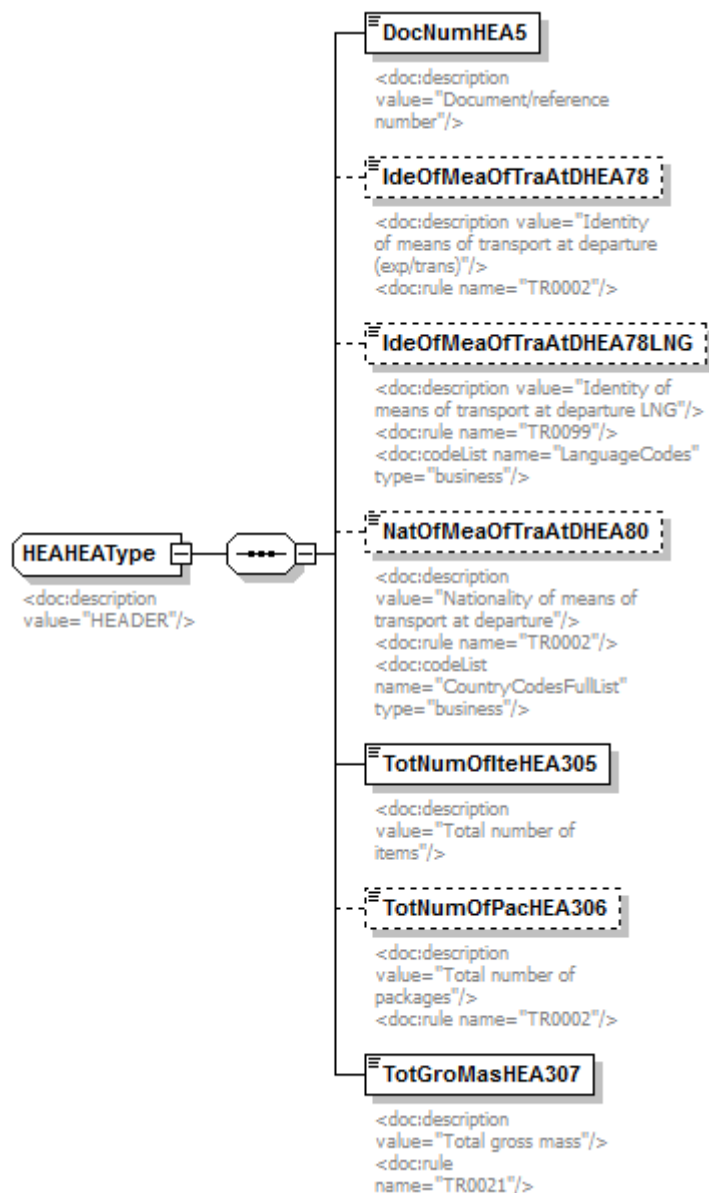 DocNumHEA5
<doc:description
value="Document/reference
number"/>
IdeOfMeaOfTraAtDHEA78
<doc:description value="Identity
of means of transport at departure
(exp/trans)"/>
<doc:rule name="TR0002"/>
IdeOfMeaOfTraAtDHEA78LNG
<doc:description value="Identity of
means of transport at departure LNG"/>
<doc:rule name="TR0099"/>
<doc:codeList name="LanguageCodes"
type="business"/>
HEAHEAType
<doc:description
value="HEADER"/>
NatOfMeaOfTraAtDHEA80
<doc:description
value="Nationality of means of
transport at departure"/>
<doc:rule name="TR0002"/>
<doc:codeList
name="CountryCodesFullList"
type="business"/>
TotNumOfIteHEA305
<doc:description
value="Total number of
items"/>
TotNumOfPacHEA306
<doc:description
value="Total number of
packages"/>
<doc:rule name="TR0002"/>
TotGroMasHEA307
<doc:description
value="Total gross mass"/>
<doc:rule
name="TR0021"/>